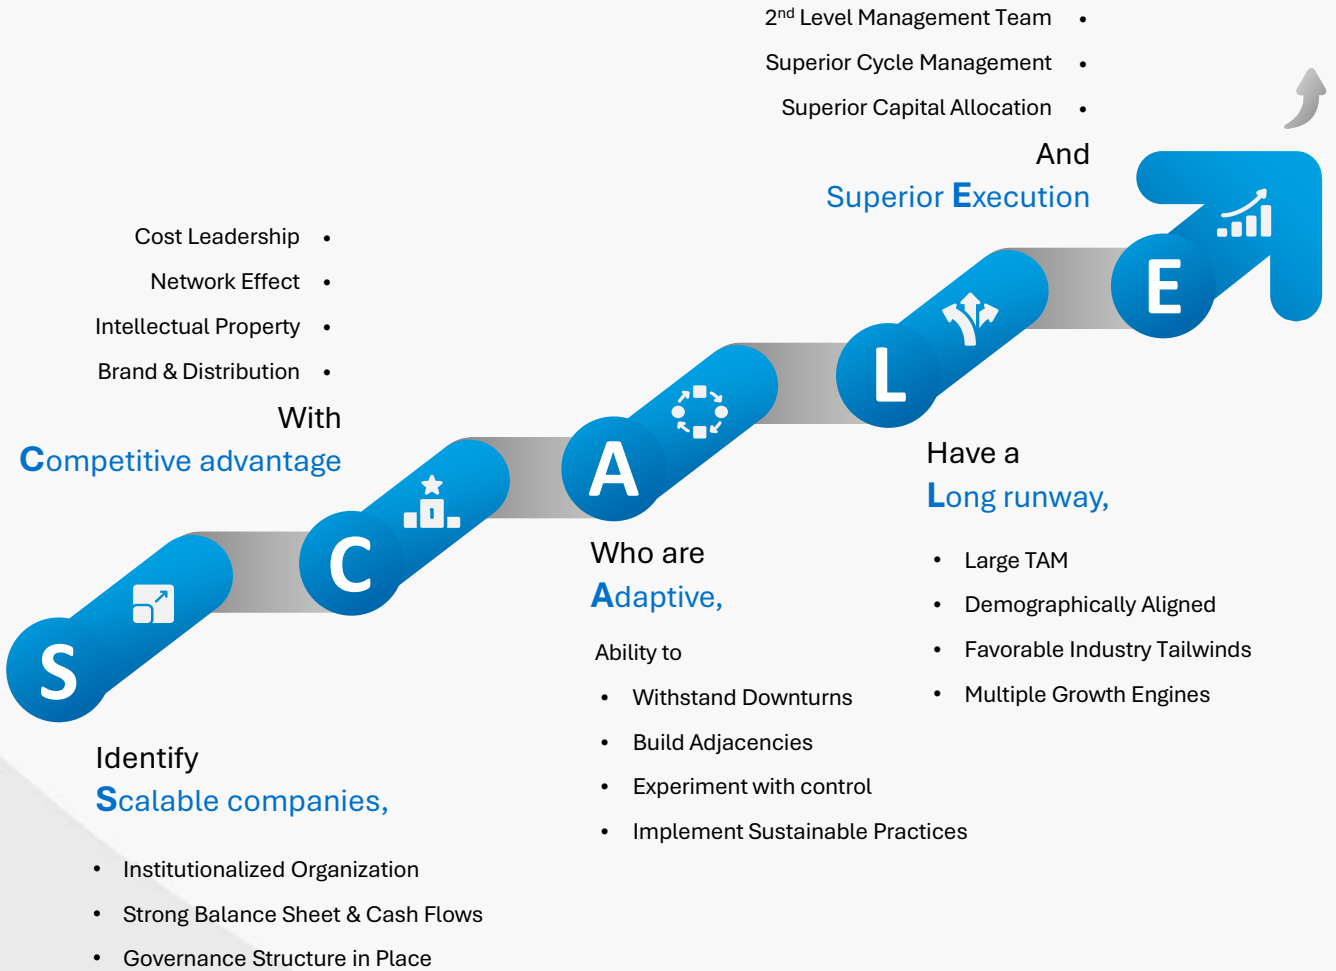 2nd Level Management Team •
Superior Cycle Management •
Superior Capital Allocation •
And
Superior Execution
Cost Leadership •
Network Effect •
Intellectual Property •
Brand & Distribution •
With
Competitive advantage
S
C
A
L
E
1
Identify
Scalable companies,
• Institutionalized Organization
• Strong Balance Sheet & Cash Flows
• Governance Structure in Place
Who are
Adaptive,
Ability to
• Withstand Downturns
• Build Adjacencies
• Experiment with control
• Implement Sustainable Practices
Have a
Long runway,
• Large TAM
• Demographically Aligned
• Favorable Industry Tailwinds
• Multiple Growth Engines